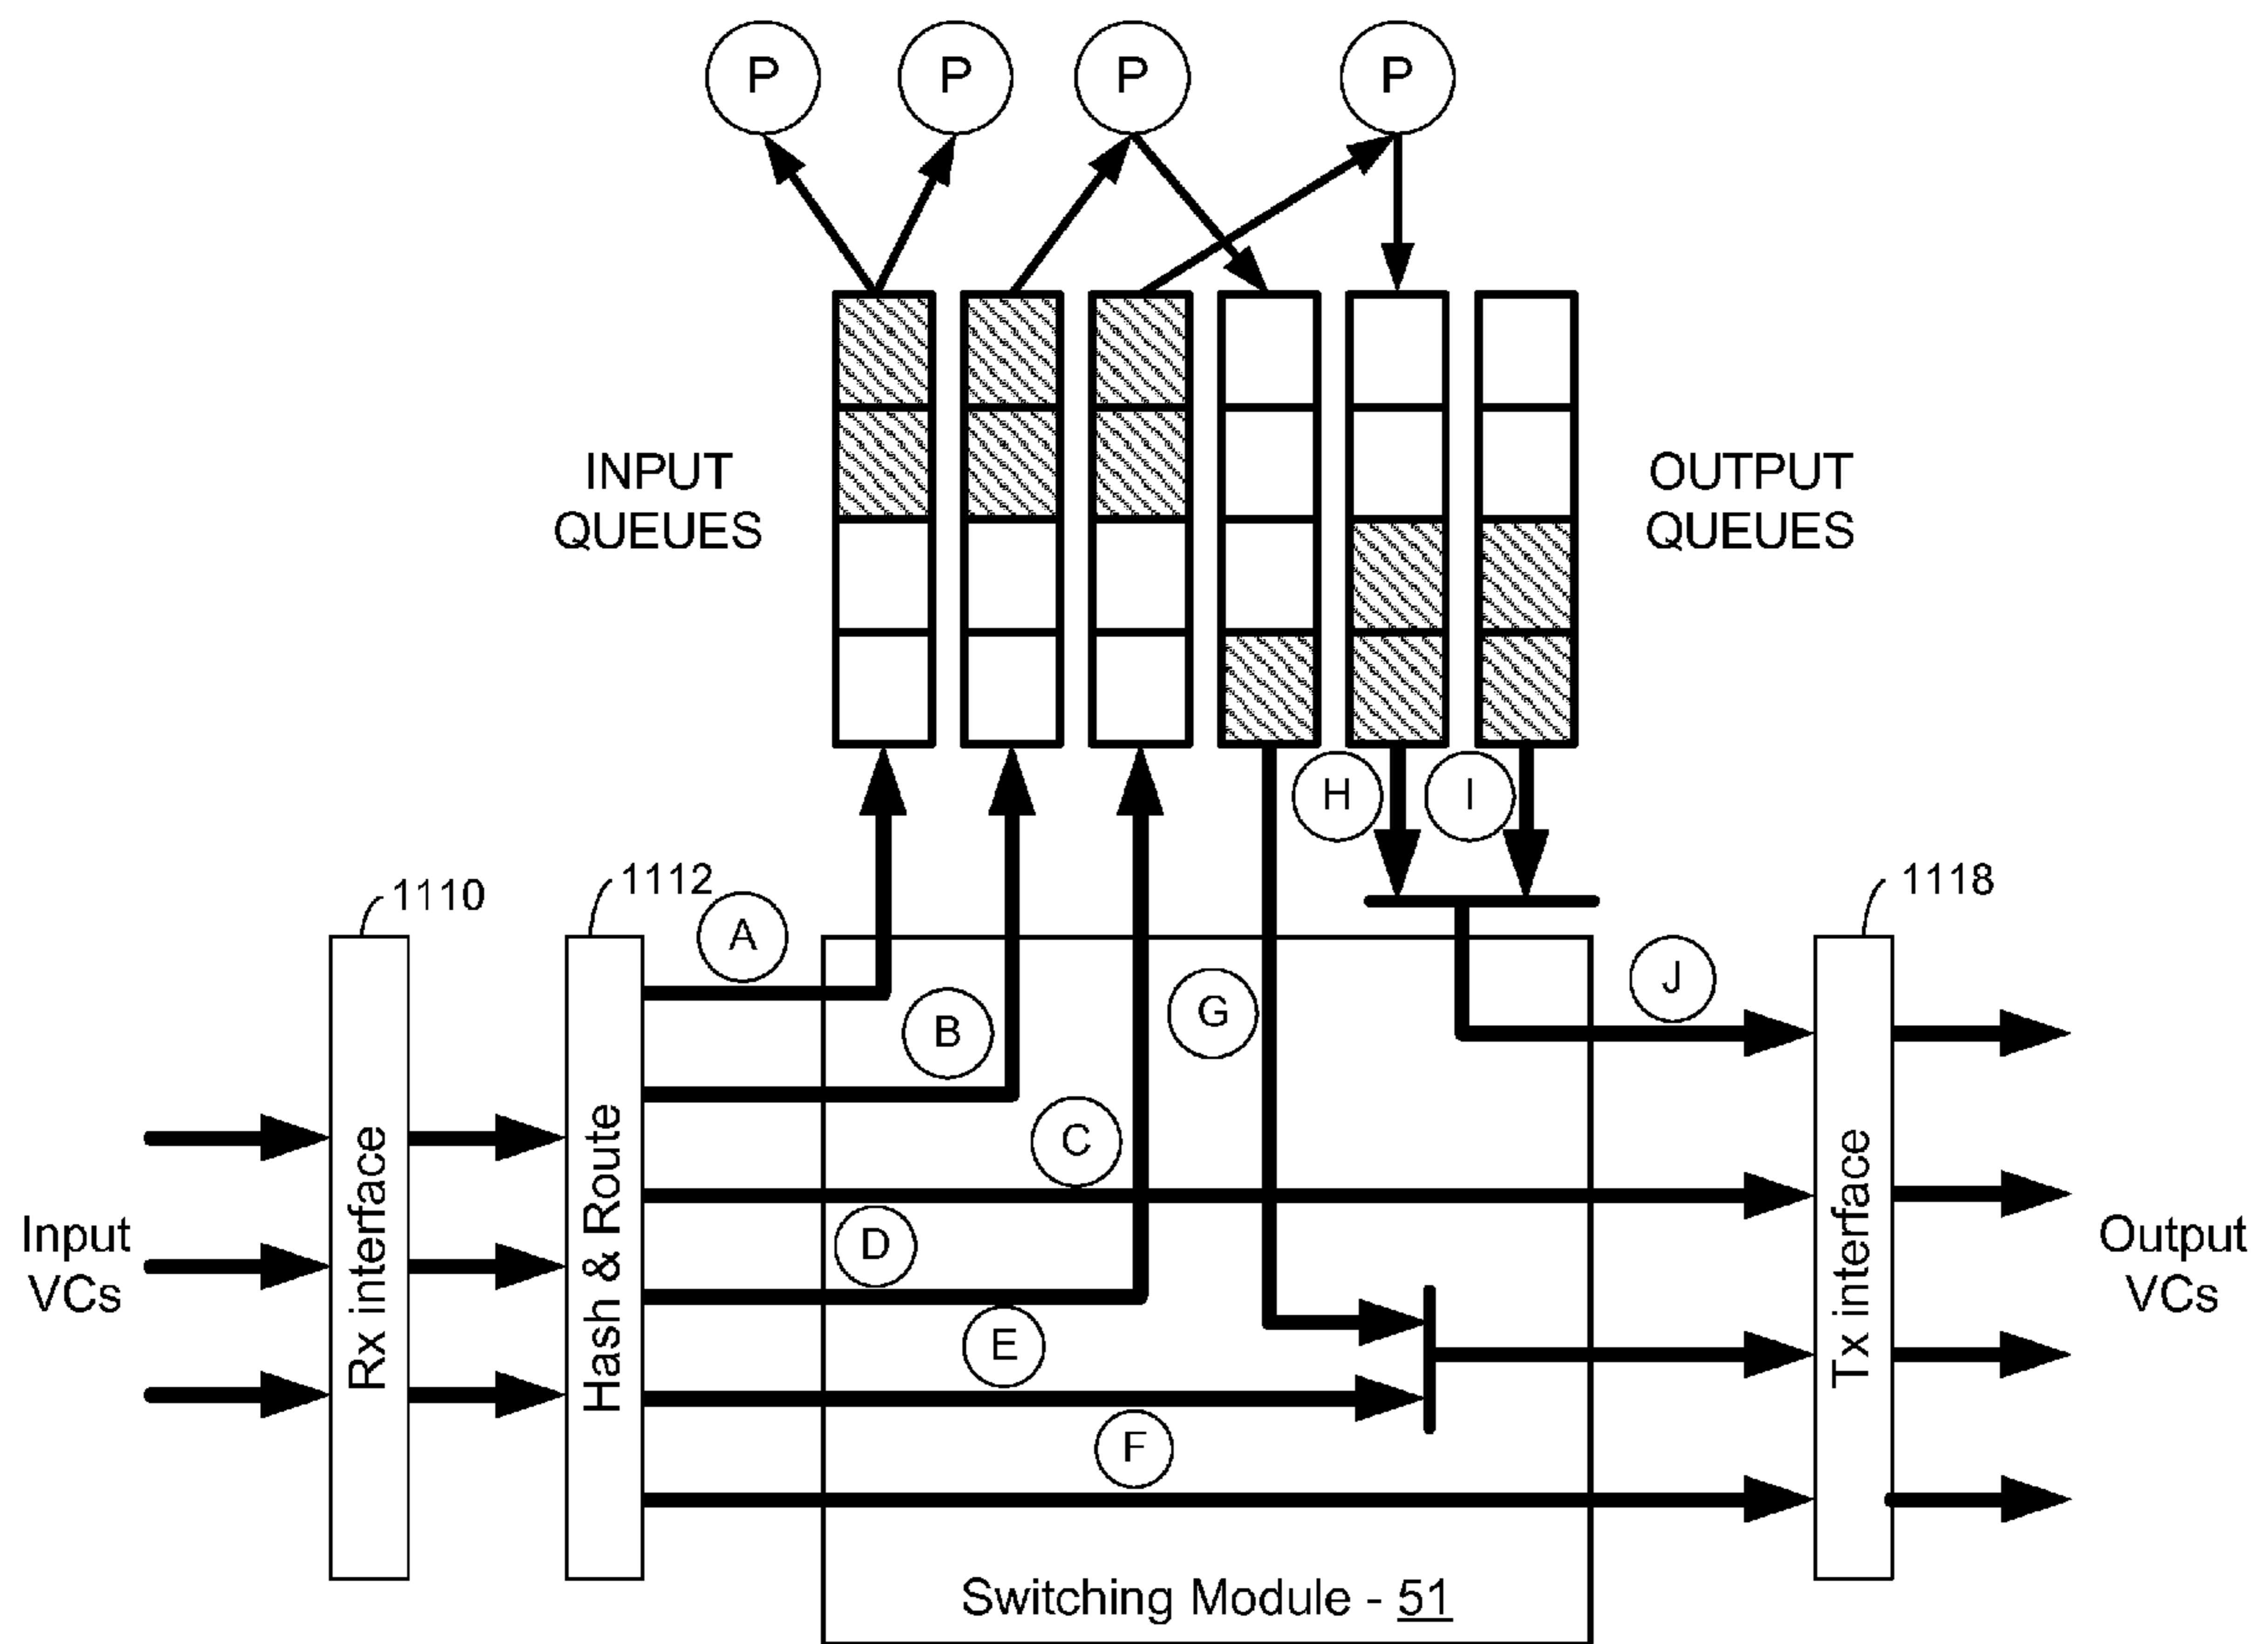 P
P
P
P
INPUT
QUEUES
OUTPUT
QUEUES
H
I
1110
1112
1118
A
J
B
G
C
D
E
F
Input
VCs
Rx interface
Hash & Route
Tx interface
Output
VCs
Switching Module - 51